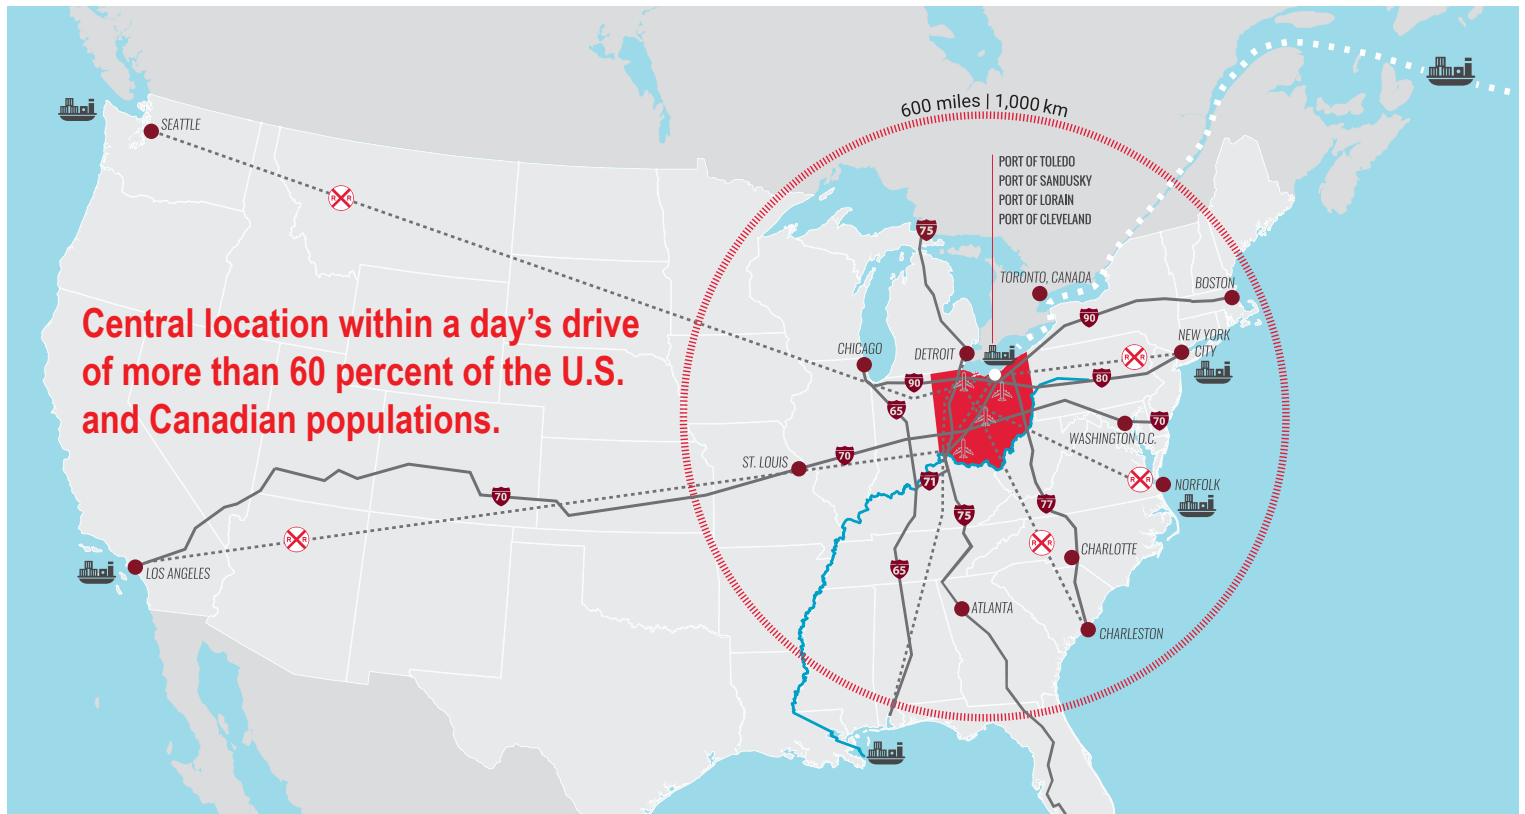 600 miles | 1,000 km
SEATTLE
R R
PORT OF TOLEDO
PORT OF SANDUSKY
PORT OF LORAIN
PORT OF CLEVELAND
75
TORONTO, CANADA
BOSTON
90
Central location within a day's drive
of more than 60 percent of the U.S.
and Canadian populations.
CHICAGO
DETROIT
NEW YORK
CITY
R R
90
80
65
70
WASHINGTON D.C.
ST. LOUIS
70
71
R R
NORFOLK
70
75
77
R R
R R
CHARLOTTE
LOS ANGELES
65
ATLANTA
CHARLESTON